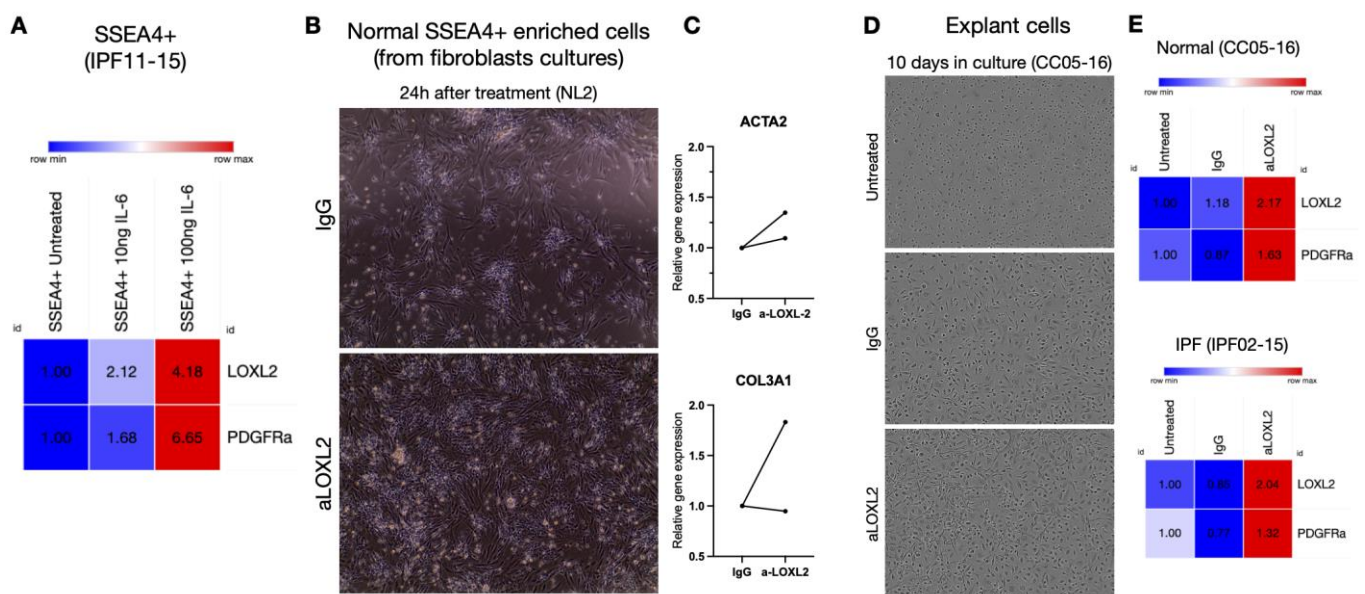 A
SSEA4+
(IPF11-15)
row min
row max
SSEA4+ Untreated
SSEA4+ 10ng IL-6
SSEA4+ 100ng IL-6
id
id
1.00
2.12
4.18
LOXL2
1.00
1.68
6.65
PDGFRa
B
Normal SSEA4+ enriched cells
(from fibroblasts cultures)
24h after treatment (NL2)
IgG
aLOXL2
C
ACTA2
Relative gene expression
2.0
1.5
1.0
0.5
IgG
a-LOXL-2
COL3A1
Relative gene expression
2.0
1.5
1.0
0.5
IgG
a-LOXL2
D
Explant cells
10 days in culture (CC05-16)
Untreated
IgG
aLOXL2
E
Normal (CC05-16)
row min
row max
Untreated
IgG
aLOXL2
id
id
1.00
1.18
2.17
LOXL2
1.00
0.87
1.63
PDGFRa
IPF (IPF02-15)
row min
row max
Untreated
IgG
aLOXL2
id
id
1.00
0.85
2.04
LOXL2
1.00
0.77
1.32
PDGFRa